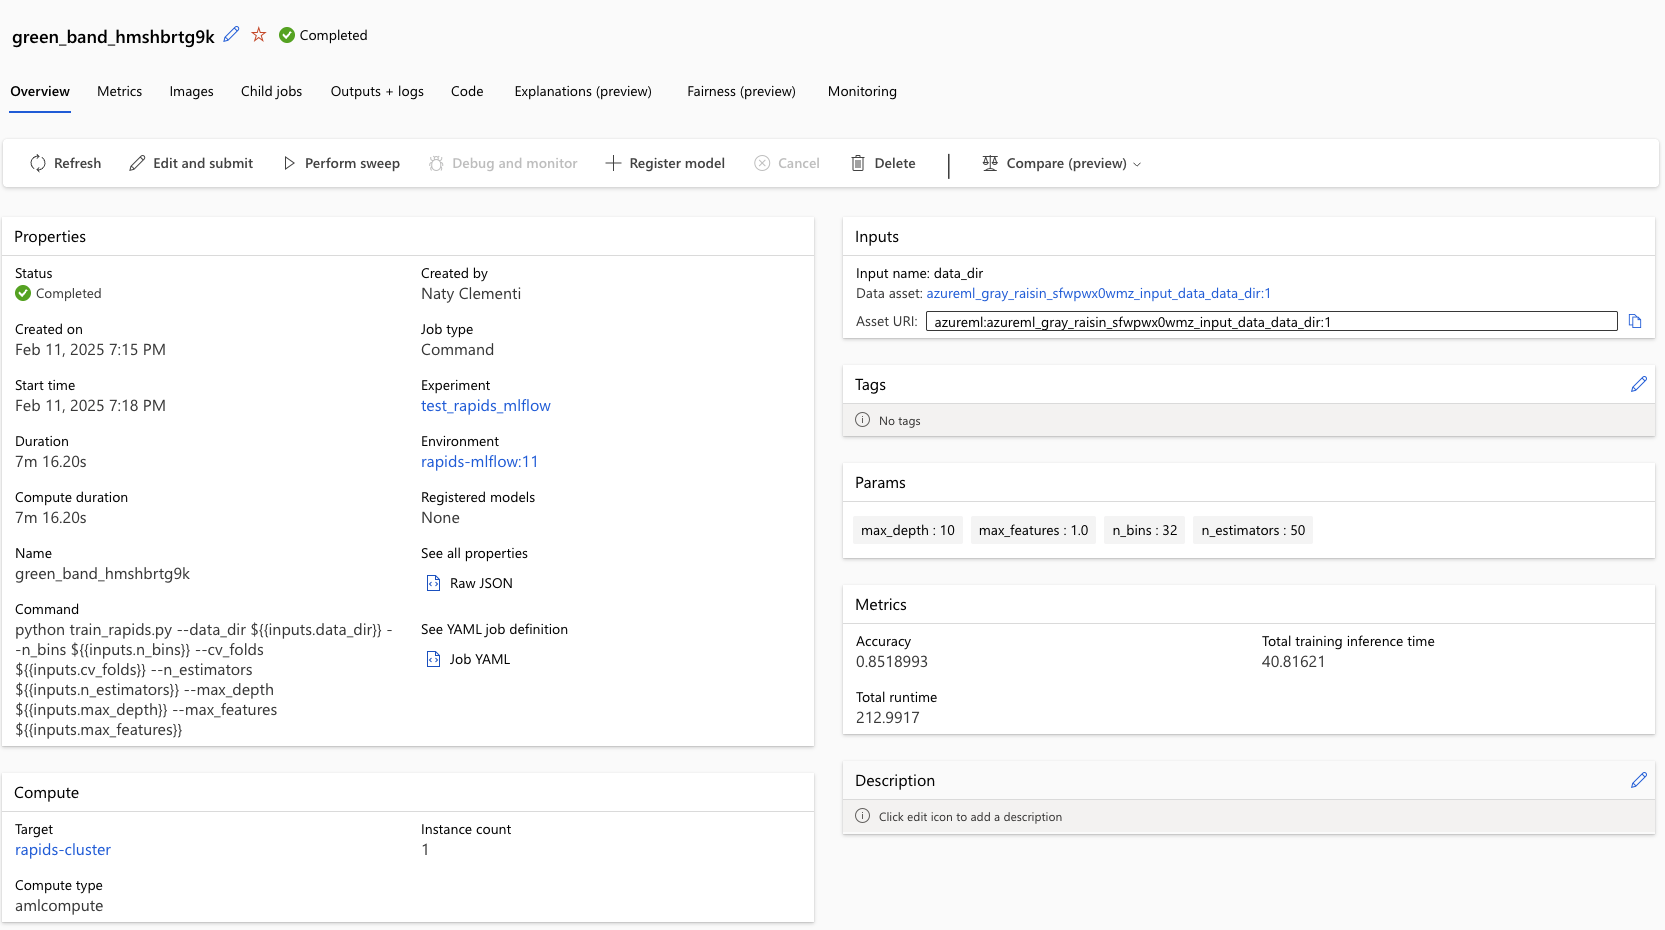 green_band_hmshbrtg9k Completed
Overview Metrics Images Child jobs Outputs + logs Code Explanations (preview) Fairness (preview) Monitoring
Refresh Edit and submit Perform sweep Debug and monitor Register model Cancel Delete Compare (preview)
Properties
Status
Completed
Created on
Feb 11, 2025 7:15 PM
Start time
Feb 11, 2025 7:18 PM
Duration
7m 16.20s
Compute duration
7m 16.20s
Name
green_band_hmshbrtg9k
Command
python train_rapids.py --data_dir ${{inputs.data_dir}} -
-n_bins ${{inputs.n_bins}} --cv_folds
${{inputs.cv_folds}} --n_estimators
${{inputs.n_estimators}} --max_depth
${{inputs.max_depth}} --max_features
${{inputs.max_features}}
Created by
Naty Clementi
Job type
Command
Experiment
test_rapids_mlflow
Environment
rapids-mlflow:11
Registered models
None
See all properties
Raw JSON
See YAML job definition
Job YAML
Compute
Target
rapids-cluster
Compute type
amlcompute
Instance count
1
Inputs
Input name: data_dir
Data asset: azureml_gray_raisin_sfwpwx0wmz_input_data_data_dir:1
Asset URI: azureml:azureml_gray_raisin_sfwpwx0wmz_input_data_data_dir:1
Tags
No tags
Params
max_depth : 10 max_features : 1.0 n_bins : 32 n_estimators : 50
Metrics
Accuracy
0.8518993
Total training inference time
40.81621
Total runtime
212.9917
Description
Click edit icon to add a description